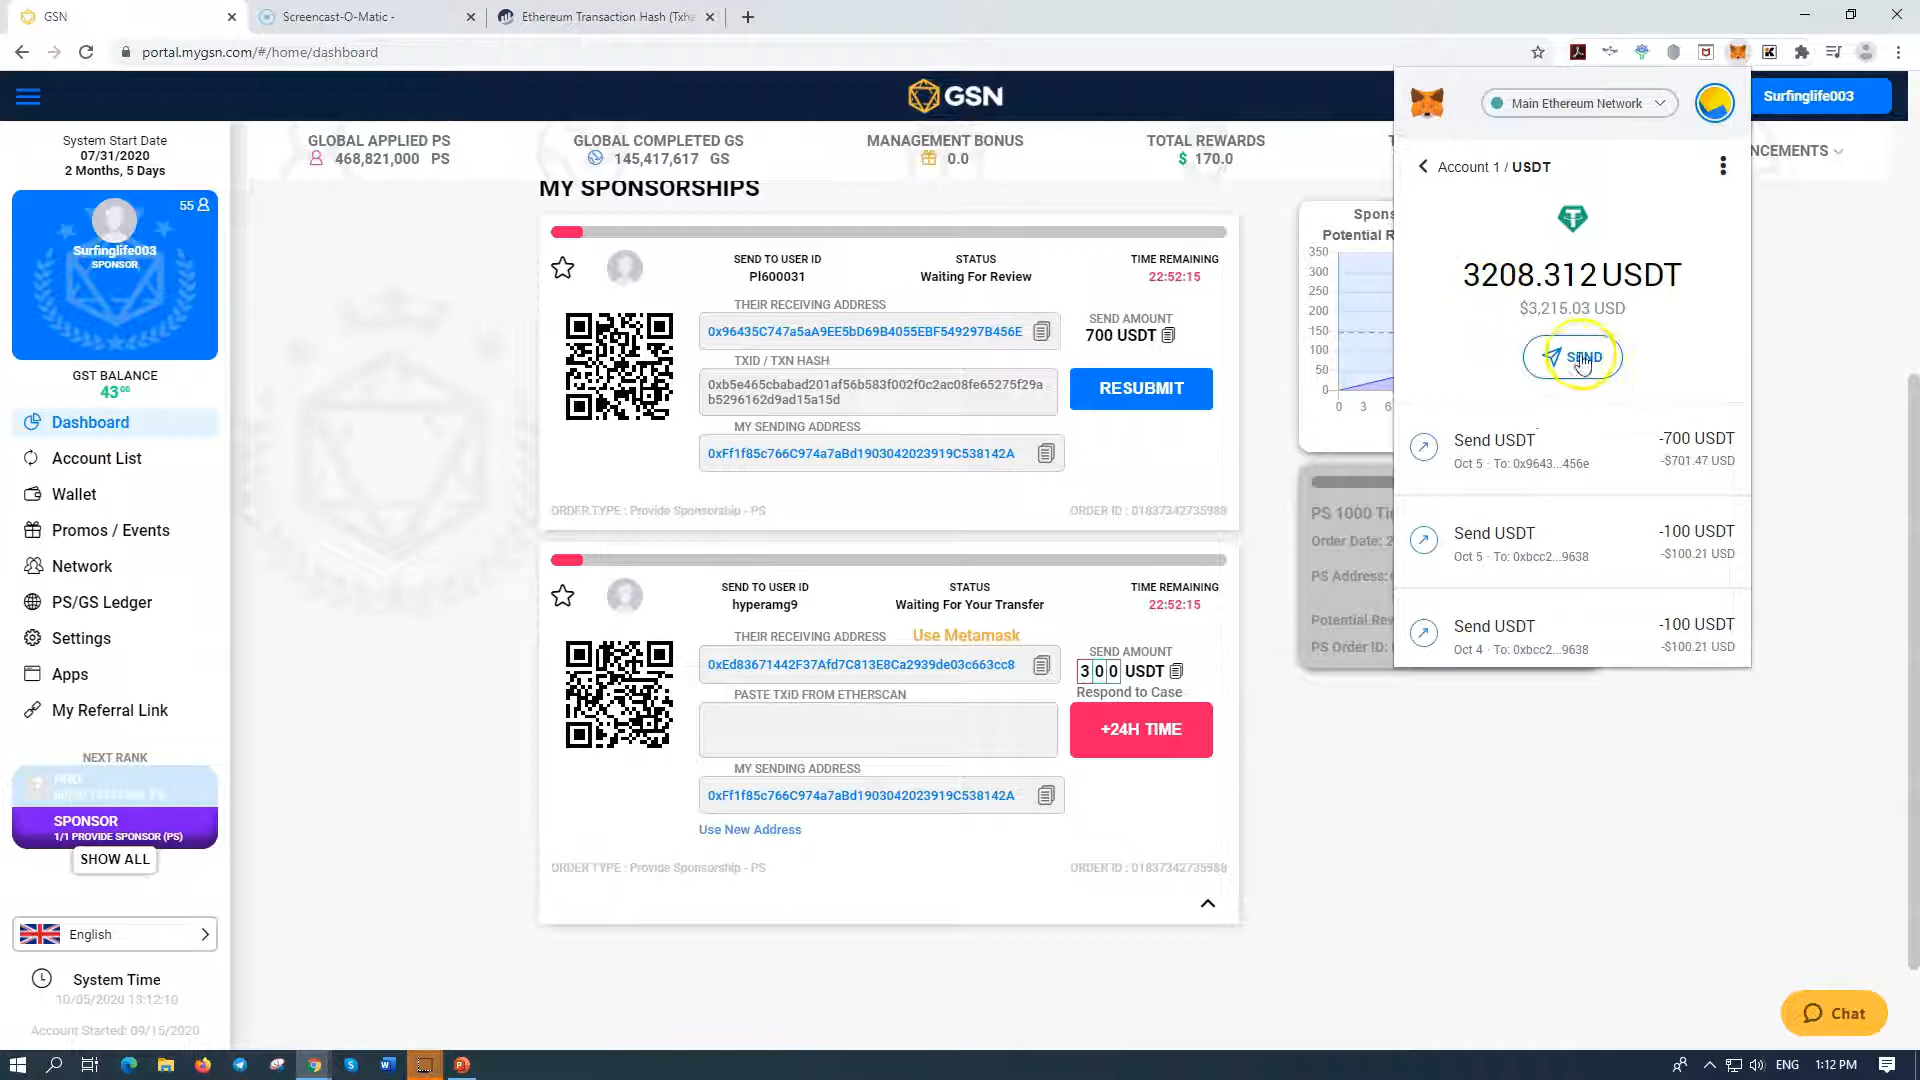 GSN
Screencast-O-Matic -
Ethereum Transaction Hash (Txha
portal.mygsn.com/#/home/dashboard
GSN
Surfinglife003
Main Ethereum Network
System Start Date
07/31/2020
2 Months, 5 Days
GLOBAL APPLIED PS
468,821,000 PS
GLOBAL COMPLETED GS
145,417,617 GS
MANAGEMENT BONUS
0.0
TOTAL REWARDS
$ 170.0
T
NCEMENTS
55
Surfinglife003
SPONSOR
GST BALANCE
43⁰⁰
Dashboard
Account List
Wallet
Promos / Events
Network
PS/GS Ledger
Settings
Apps
My Referral Link
NEXT RANK
PRO
SPONSOR
1/1 PROVIDE SPONSOR (PS)
SHOW ALL
English
System Time
10/05/2020 13:12:10
Account Started: 09/15/2020
MY SPONSORSHIPS
SEND TO USER ID
Pl600031
STATUS
Waiting For Review
TIME REMAINING
22:52:15
THEIR RECEIVING ADDRESS
0x96435C747a5aA9EE5bD69B4055EBF549297B456E
SEND AMOUNT
700 USDT
TXID / TXN HASH
0xb5e465cbabad201af56b583f002f0c2ac08fe65275f29a
b5296162d9ad15a15d
RESUBMIT
MY SENDING ADDRESS
0xFf1f85c766C974a7aBd1903042023919C538142A
ORDER TYPE : Provide Sponsorship - PS
ORDER ID : 01837342735988
SEND TO USER ID
hyperamg9
STATUS
Waiting For Your Transfer
TIME REMAINING
22:52:15
THEIR RECEIVING ADDRESS
Use Metamask
0xEd83671442F37Afd7C813E8Ca2939de03c663cc8
SEND AMOUNT
300 USDT
Respond to Case
PASTE TXID FROM ETHERSCAN
+24H TIME
MY SENDING ADDRESS
0xFf1f85c766C974a7aBd1903042023919C538142A
Use New Address
ORDER TYPE : Provide Sponsorship - PS
ORDER ID : 01837342735988
Spons
Potential R
350
300
250
200
150
100
50
0
0 3 6
PS 1000 Ti
Order Date: 2
PS Address:
Potential Rew
PS Order ID:
Account 1 / USDT
3208.312 USDT
$3,215.03 USD
SEND
Send USDT
-700 USDT
Oct 5 · To: 0x9643...456e
-$701.47 USD
Send USDT
-100 USDT
Oct 5 · To: 0xbcc2...9638
-$100.21 USD
Send USDT
-100 USDT
Oct 4 · To: 0xbcc2...9638
-$100.21 USD
Chat
ENG
1:12 PM